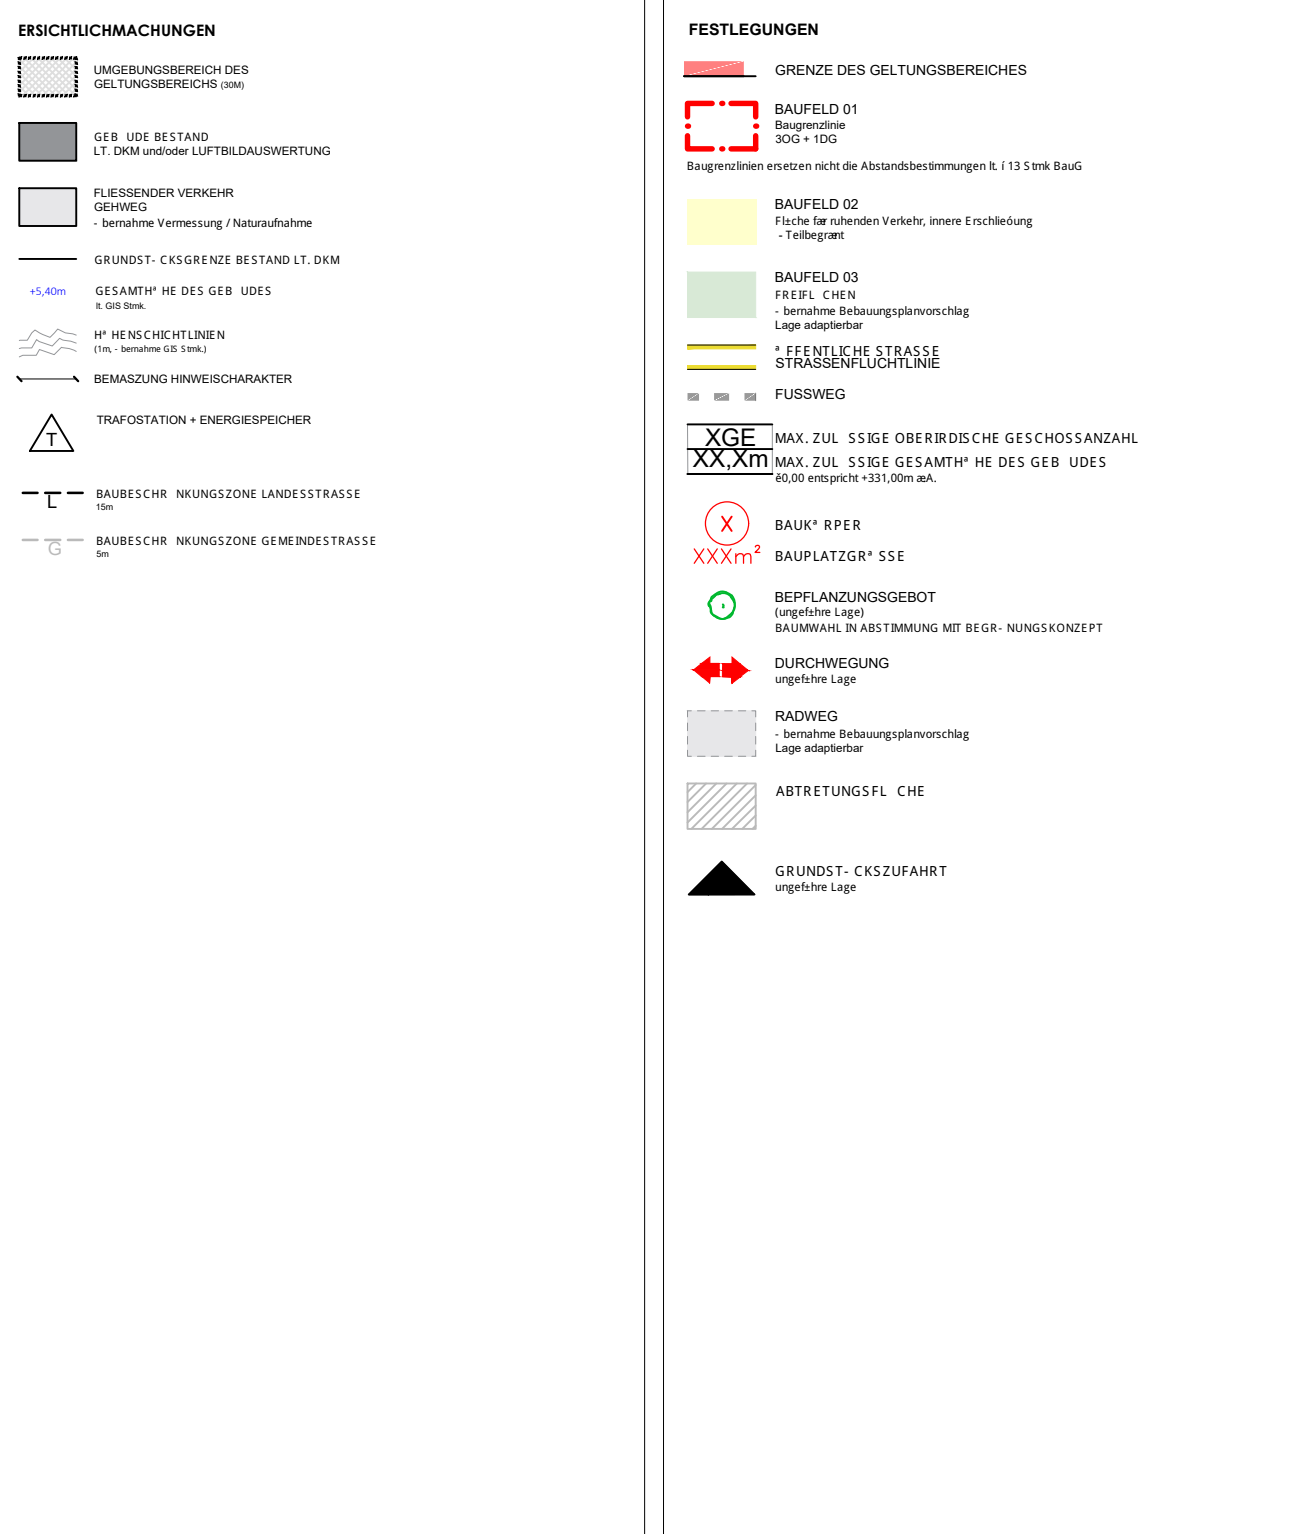 ERSICHTLICHMACHUNGEN
UMGEBUNGSBEREICH DES
GELTUNGSBEREICHS (30M)
GEB UDE BESTAND
LT. DKM und/oder LUFTBILDAUSWERTUNG
FLIESSENDER VERKEHR
GEHWEG
- bernahme Vermessung / Naturaufnahme
GRUNDST- CKSGRENZE BESTAND LT. DKM
+5,40m
GESAMTHª HE DES GEB UDES
lt. GIS Stmk.
Hª HENSCHICHTLINIEN
(1m, - bernahme GIS Stmk.)
BEMASZUNG HINWEISCHARAKTER
TRAFOSTATION + ENERGIESPEICHER
T
BAUBESCHR NKUNGSZONE LANDESSTRASSE
L
15m
BAUBESCHR NKUNGSZONE GEMEINDESTRASSE
G
5m
FESTLEGUNGEN
GRENZE DES GELTUNGSBEREICHES
BAUFELD 01
Baugrenzlinie
3OG + 1DG
Baugrenzlinien ersetzen nicht die Abstandsbestimmungen lt. í 13 Stmk BauG
BAUFELD 02
Fl±che fær ruhenden Verkehr, innere Erschlieóung
- Teilbegrænt
BAUFELD 03
FREIFL CHEN
- bernahme Bebauungsplanvorschlag
Lage adaptierbar
ª FFENTLICHE STRASSE
STRASSENFLUCHTLINIE
FUSSWEG
XGE
MAX. ZUL SSIGE OBERIRDISCHE GESCHOSSANZAHL
XX,Xm
MAX. ZUL SSIGE GESAMTHª HE DES GEB UDES
ě0,00 entspricht +331,00m æA.
X
BAUKª RPER
XXXm²
BAUPLATZGRª SSE
BEPFLANZUNGSGEBOT
(ungef±hre Lage)
BAUMWAHL IN ABSTIMMUNG MIT BEGR- NUNGSKONZEPT
DURCHWEGUNG
ungef±hre Lage
RADWEG
- bernahme Bebauungsplanvorschlag
Lage adaptierbar
ABTRETUNGSFL CHE
GRUNDST- CKSZUFAHRT
ungef±hre Lage